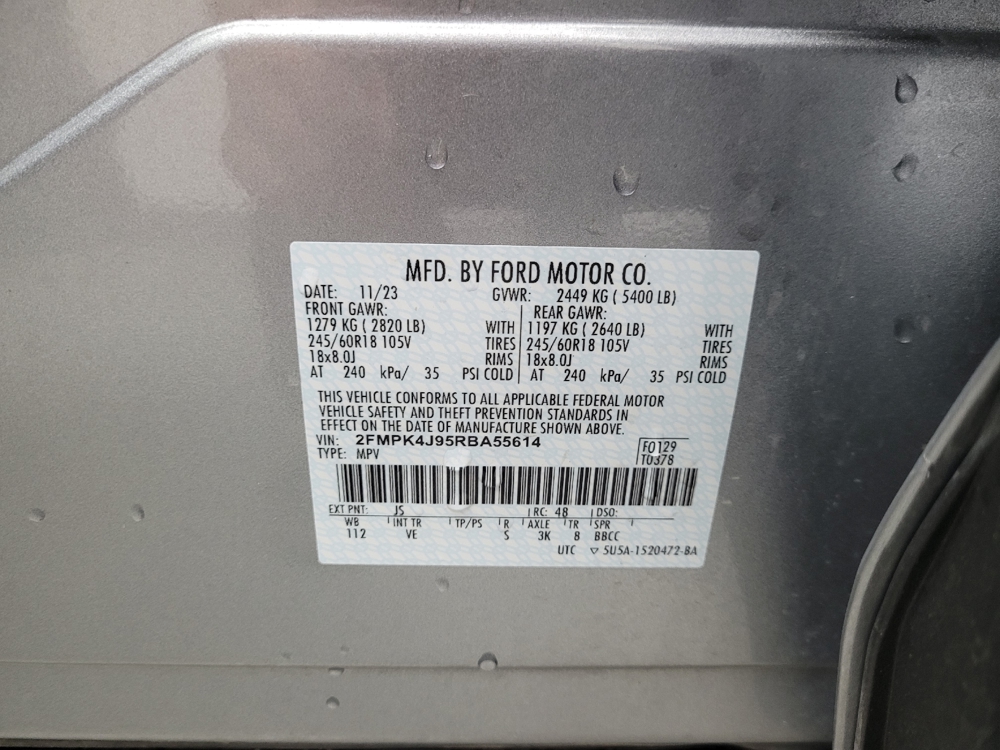 MFD. BY FORD MOTOR CO.
DATE: 11/23 GVWR: 2449 KG ( 5400 LB)
FRONT GAWR: REAR GAWR:
1279 KG ( 2820 LB) WITH 1197 KG ( 2640 LB) WITH
245/60R18 105V TIRES 245/60R18 105V TIRES
18x8.0J RIMS 18x8.0J RIMS
AT 240 kPa/ 35 PSI COLD AT 240 kPa/ 35 PSI COLD
THIS VEHICLE CONFORMS TO ALL APPLICABLE FEDERAL MOTOR
VEHICLE SAFETY AND THEFT PREVENTION STANDARDS IN
EFFECT ON THE DATE OF MANUFACTURE SHOWN ABOVE.
VIN: 2FMPK4J95RBA55614 F0129
TYPE: MPV T0378
EXT PNT: JS RC: 48 DSO:
WB INT TR TP/PS R AXLE TR SPR
112 VE S 3K 8 BBCC
UTC ▽ 5U5A-1520472-BA